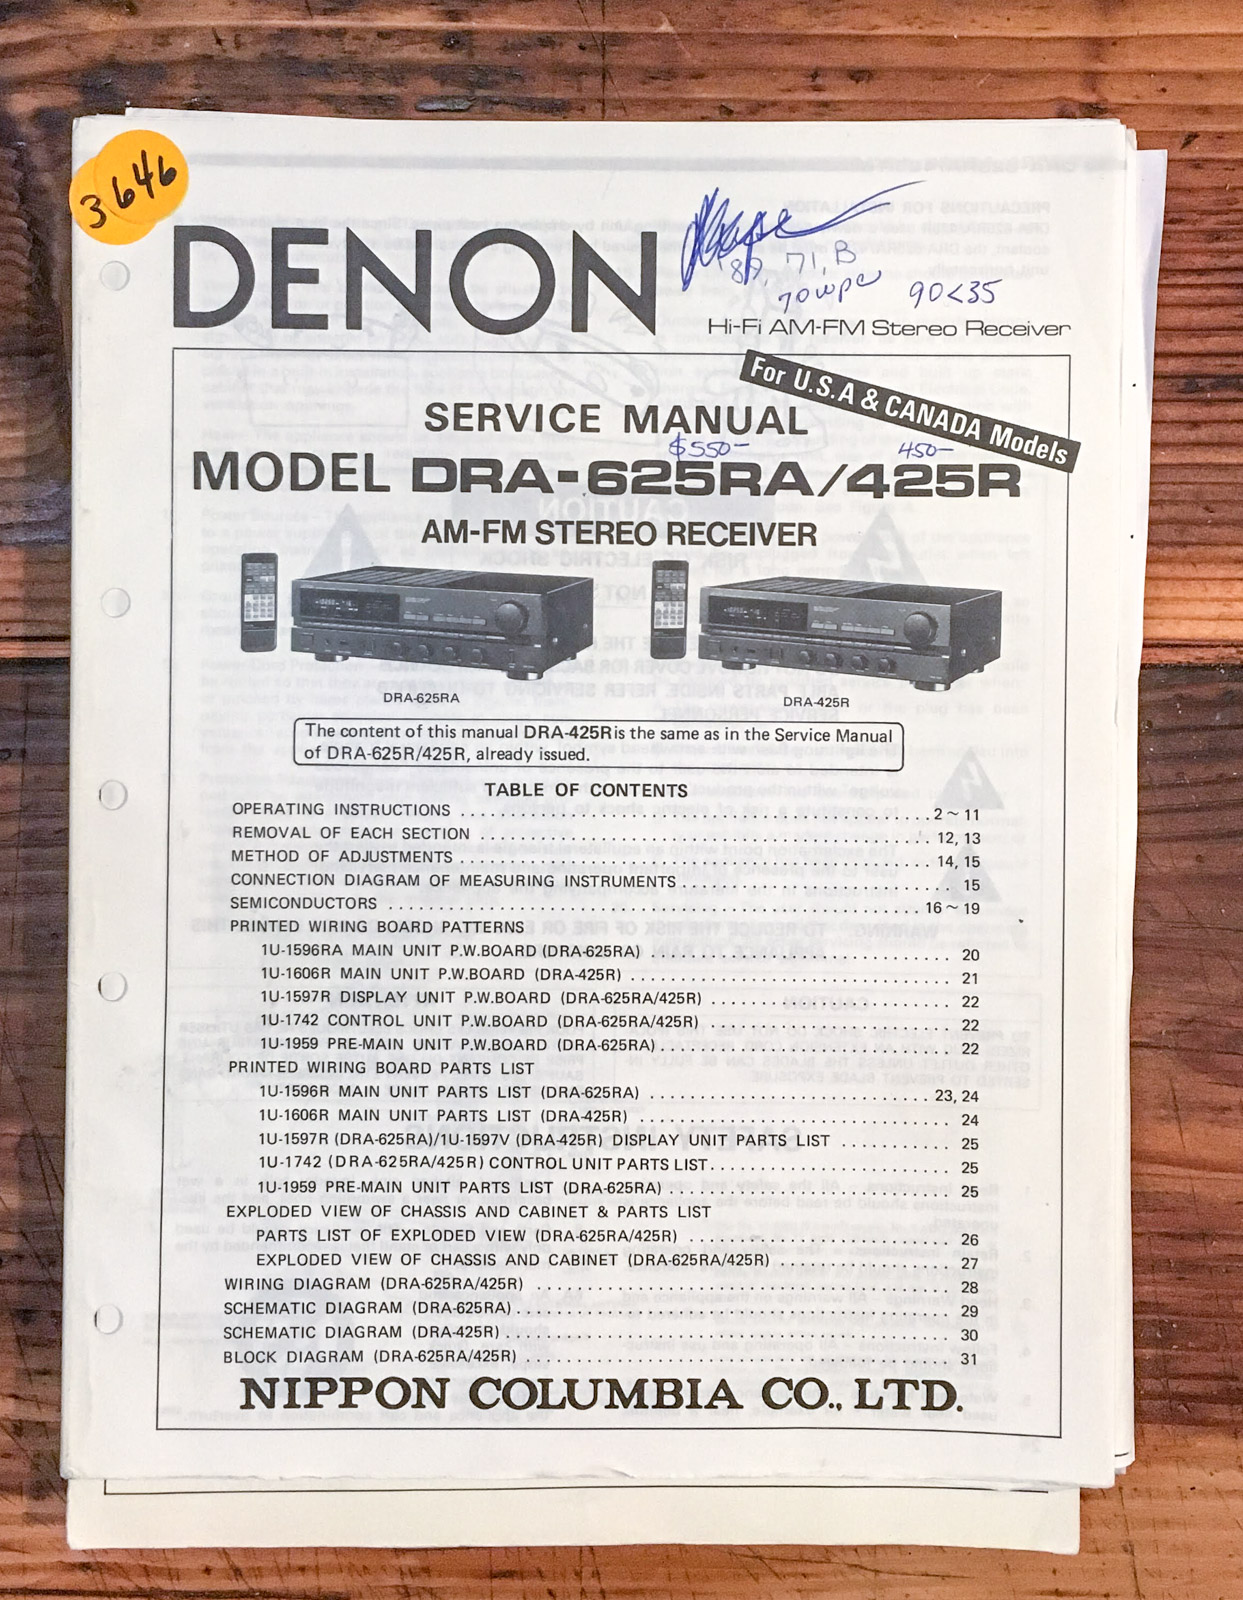 3646
DENON
'89, 71, B
70wpc 90<35
Hi-Fi AM-FM Stereo Receiver
For U.S.A & CANADA Models
SERVICE MANUAL
$550- 450-
MODEL DRA-625RA/425R
AM-FM STEREO RECEIVER
DRA-625RA DRA-425R
The content of this manual DRA-425R is the same as in the Service Manual
of DRA-625R/425R, already issued.
TABLE OF CONTENTS
OPERATING INSTRUCTIONS 2~11
REMOVAL OF EACH SECTION 12, 13
METHOD OF ADJUSTMENTS 14, 15
CONNECTION DIAGRAM OF MEASURING INSTRUMENTS 15
SEMICONDUCTORS 16~19
PRINTED WIRING BOARD PATTERNS
1U-1596RA MAIN UNIT P.W.BOARD (DRA-625RA) 20
1U-1606R MAIN UNIT P.W.BOARD (DRA-425R) 21
1U-1597R DISPLAY UNIT P.W.BOARD (DRA-625RA/425R) 22
1U-1742 CONTROL UNIT P.W.BOARD (DRA-625RA/425R) 22
1U-1959 PRE-MAIN UNIT P.W.BOARD (DRA-625RA) 22
PRINTED WIRING BOARD PARTS LIST
1U-1596R MAIN UNIT PARTS LIST (DRA-625RA) 23, 24
1U-1606R MAIN UNIT PARTS LIST (DRA-425R) 24
1U-1597R (DRA-625RA)/1U-1597V (DRA-425R) DISPLAY UNIT PARTS LIST 25
1U-1742 (DRA-625RA/425R) CONTROL UNIT PARTS LIST 25
1U-1959 PRE-MAIN UNIT PARTS LIST (DRA-625RA) 25
EXPLODED VIEW OF CHASSIS AND CABINET & PARTS LIST
PARTS LIST OF EXPLODED VIEW (DRA-625RA/425R) 26
EXPLODED VIEW OF CHASSIS AND CABINET (DRA-625RA/425R) 27
WIRING DIAGRAM (DRA-625RA/425R) 28
SCHEMATIC DIAGRAM (DRA-625RA) 29
SCHEMATIC DIAGRAM (DRA-425R) 30
BLOCK DIAGRAM (DRA-625RA/425R) 31
NIPPON COLUMBIA CO., LTD.